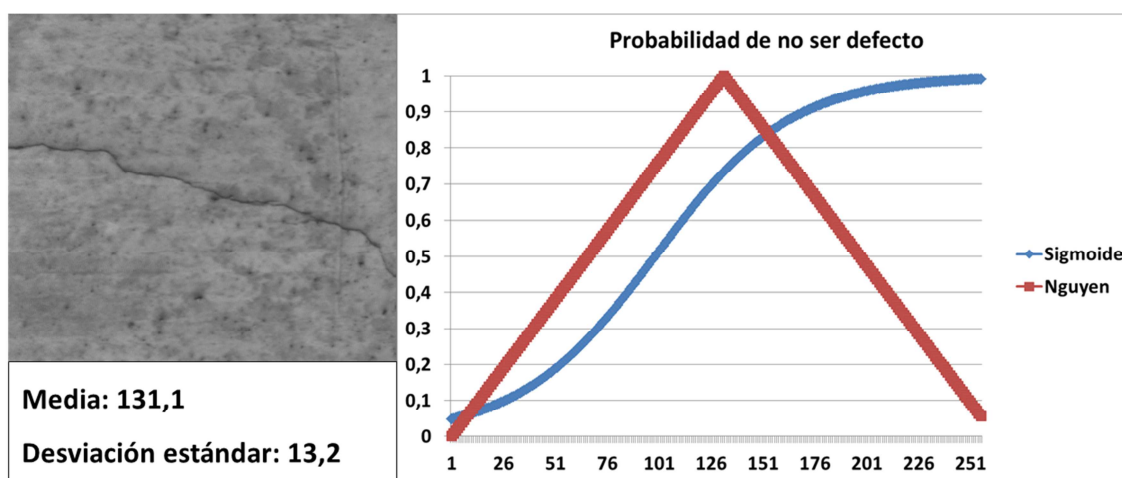 Probabilidad de no ser defecto
1
0,9
0,8
0,7
0,6
0,5
0,4
0,3
0,2
0,1
0
1 26 51 76 101 126 151 176 201 226 251
Sigmoide
Nguyen
Media: 131,1
Desviación estándar: 13,2